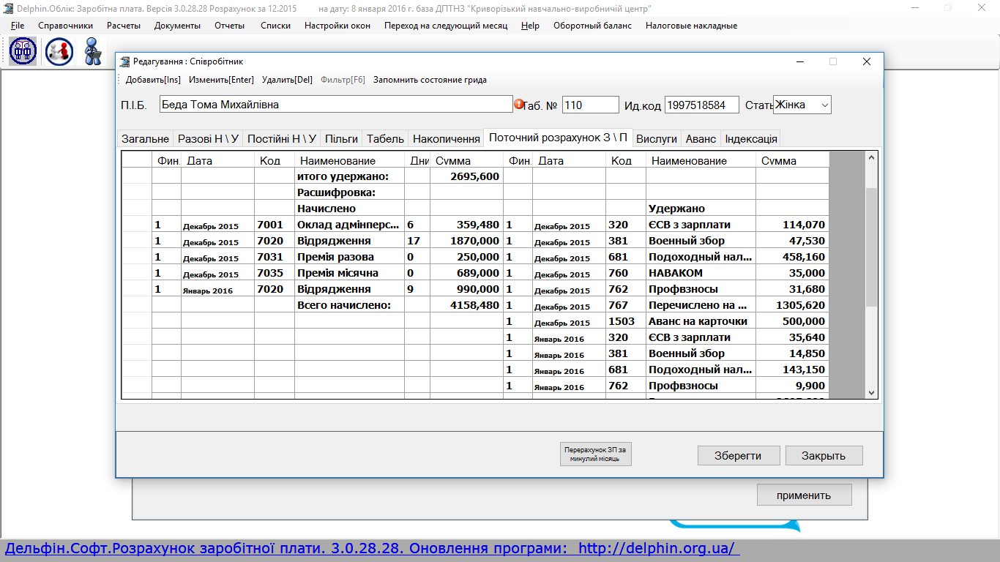 Delphin.Облік: Заробітна плата. Версія 3.0.28.28 Розрахунок за 12.2015 на дату: 8 января 2016 г. база ДПТНЗ "Криворізький навчально-виробничій центр"
File Справочники Расчеты Документы Отчеты Списки Настройки окон Переход на следующий месяц Help Оборотный баланс Налоговые накладные
Редагування : Співробітник
Добавить[Ins] Изменить[Enter] Удалить[Del] Фильтр[F6] Запомнить состояние грида
П.І.Б. Беда Тома Михайлівна Таб. № 110 Ид.код 1997518584 Стать Жінка
Загальне Разові Н \ У Постійні Н \ У Пільги Табель Накопичення Поточний розрахунок З \ П Вислуги Аванс Індексація
Фин. Дата Код Наименование Дни Сумма Фин. Дата Код Наименование Сумма
итого удержано: 2695,600
Расшифровка:
Начислено Удержано
1 Декабрь 2015 7001 Оклад адмінперс... 6 359,480 1 Декабрь 2015 320 ЄСВ з зарплати 114,070
1 Декабрь 2015 7020 Відрядження 17 1870,000 1 Декабрь 2015 381 Военный збор 47,530
1 Декабрь 2015 7031 Премія разова 0 250,000 1 Декабрь 2015 681 Подоходный нал... 458,160
1 Декабрь 2015 7035 Премія місячна 0 689,000 1 Декабрь 2015 760 НАВАКОМ 35,000
1 Январь 2016 7020 Відрядження 9 990,000 1 Декабрь 2015 762 Профвзносы 31,680
Всего начислено: 4158,480 1 Декабрь 2015 767 Перечислено на ... 1305,620
1 Декабрь 2015 1503 Аванс на карточки 500,000
1 Январь 2016 320 ЄСВ з зарплати 35,640
1 Январь 2016 381 Военный збор 14,850
1 Январь 2016 681 Подоходный нал... 143,150
1 Январь 2016 762 Профвзносы 9,900
Перерахунок ЗП за
минулий місяць
Зберегти Закрыть
применить
Дельфін.Софт.Розрахунок заробітної плати. 3.0.28.28. Оновлення програми: http://delphin.org.ua/